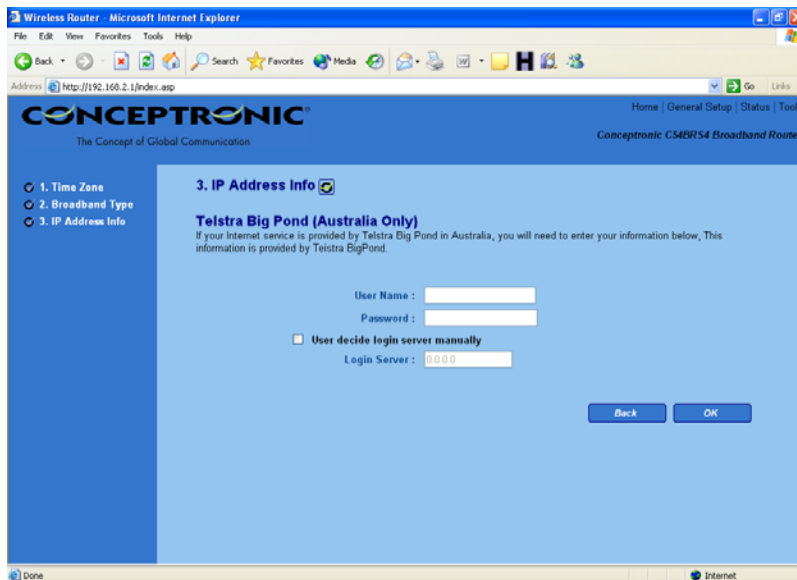 Wireless Router - Microsoft Internet Explorer
File Edit View Favorites Tools Help
Back Search Favorites Media
Address http://192.168.2.1/index.asp Go Links
CONCEPTRONIC
The Concept of Global Communication
Home | General Setup | Status | Tool
Conceptronic C54BRS4 Broadband Route
1. Time Zone
2. Broadband Type
3. IP Address Info
3. IP Address Info
Telstra Big Pond (Australia Only)
If your Internet service is provided by Telstra Big Pond in Australia, you will need to enter your information below, This
information is provided by Teistra BigPond.
User Name :
Password :
User decide login server manually
Login Server : 0.0.0.0
Back OK
Done Internet